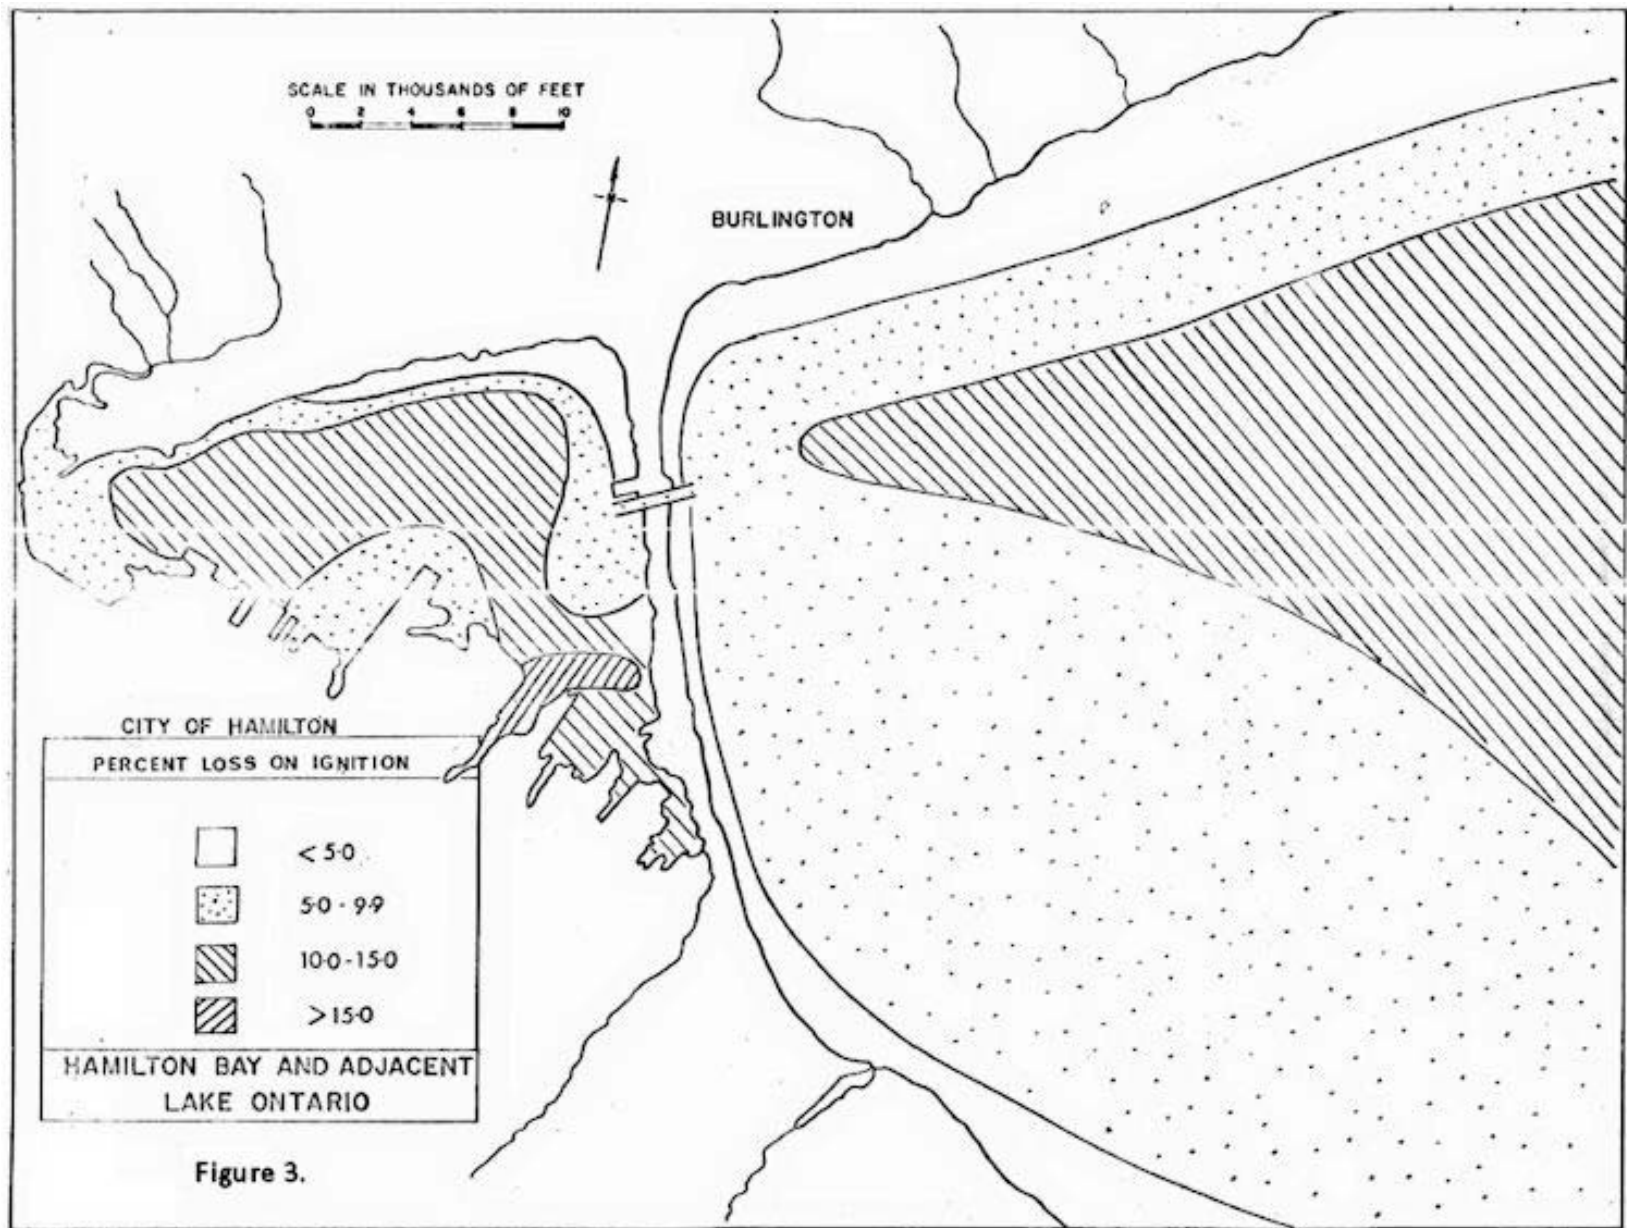 SCALE IN THOUSANDS OF FEET
0 2 4 6 8 10
BURLINGTON
CITY OF HAMILTON
PERCENT LOSS ON IGNITION
< 5·0
5·0 - 9·9
10·0 - 15·0
> 15·0
HAMILTON BAY AND ADJACENT
LAKE ONTARIO
Figure 3.